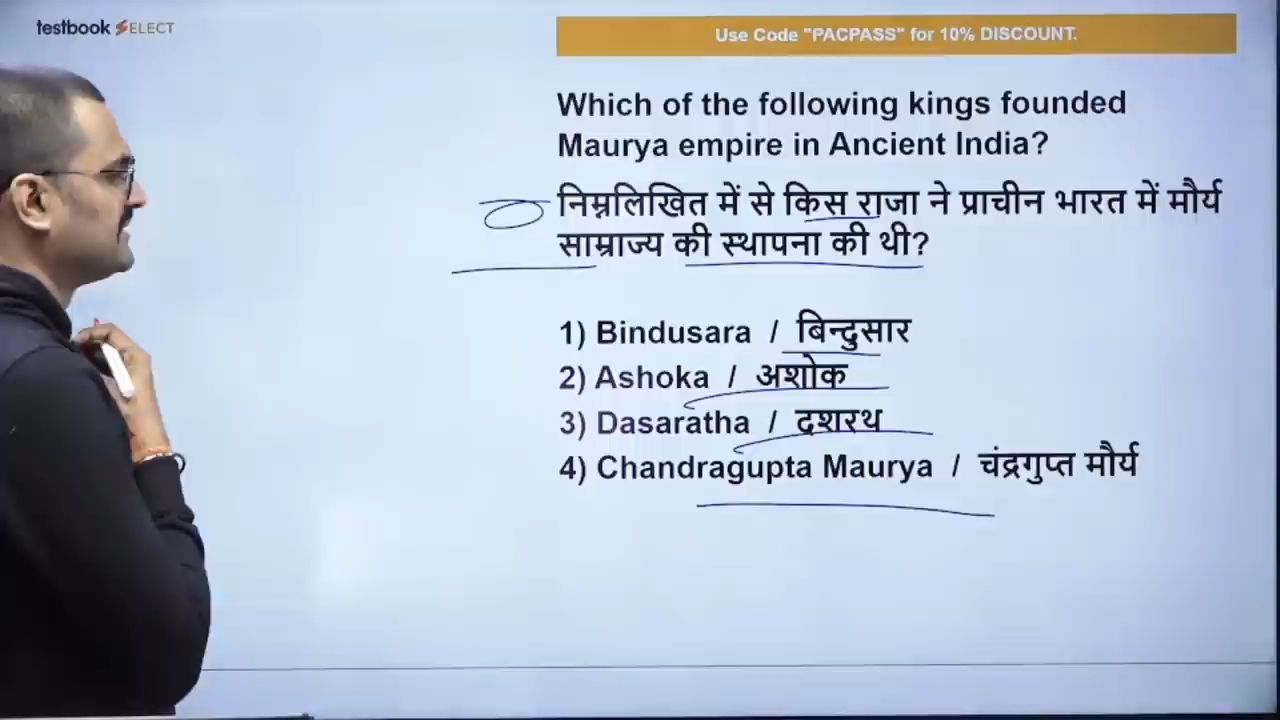 testbook SELECT
Use Code "PACPASS" for 10% DISCOUNT.
Which of the following kings founded
Maurya empire in Ancient India?
निम्नलिखित में से किस राजा ने प्राचीन भारत में मौर्य
साम्राज्य की स्थापना की थी?
1) Bindusara / बिन्दुसार
2) Ashoka / अशोक
3) Dasaratha / दशरथ
4) Chandragupta Maurya / चंद्रगुप्त मौर्य